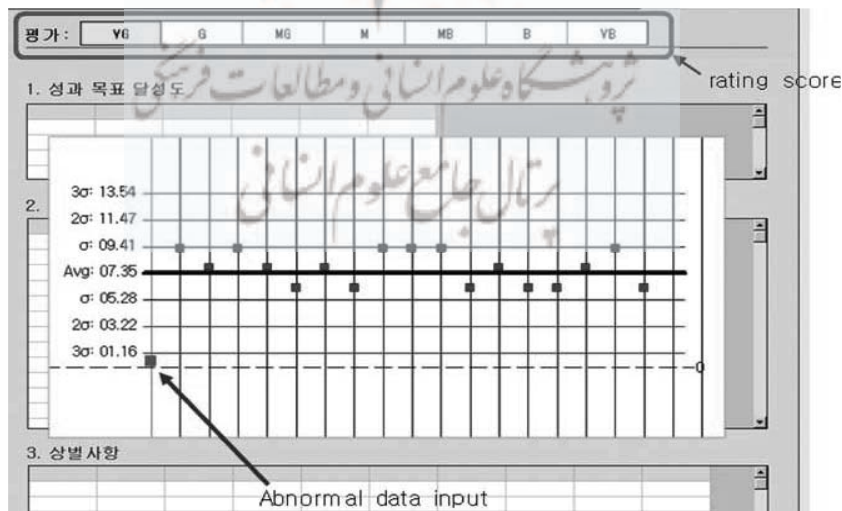 평가: VG G MG M MB B VB
rating score
1. 성과 목표 달성도
پژوهشگاه علوم انسانی و مطالعات فرهنگی
پرتال جامع علوم انسانی
2.
3σ: 13.54
2σ: 11.47
σ: 09.41
Avg: 07.35
σ: 05.28
2σ: 03.22
3σ: 01.16
0
3. 상벌사항
Abnormal data input